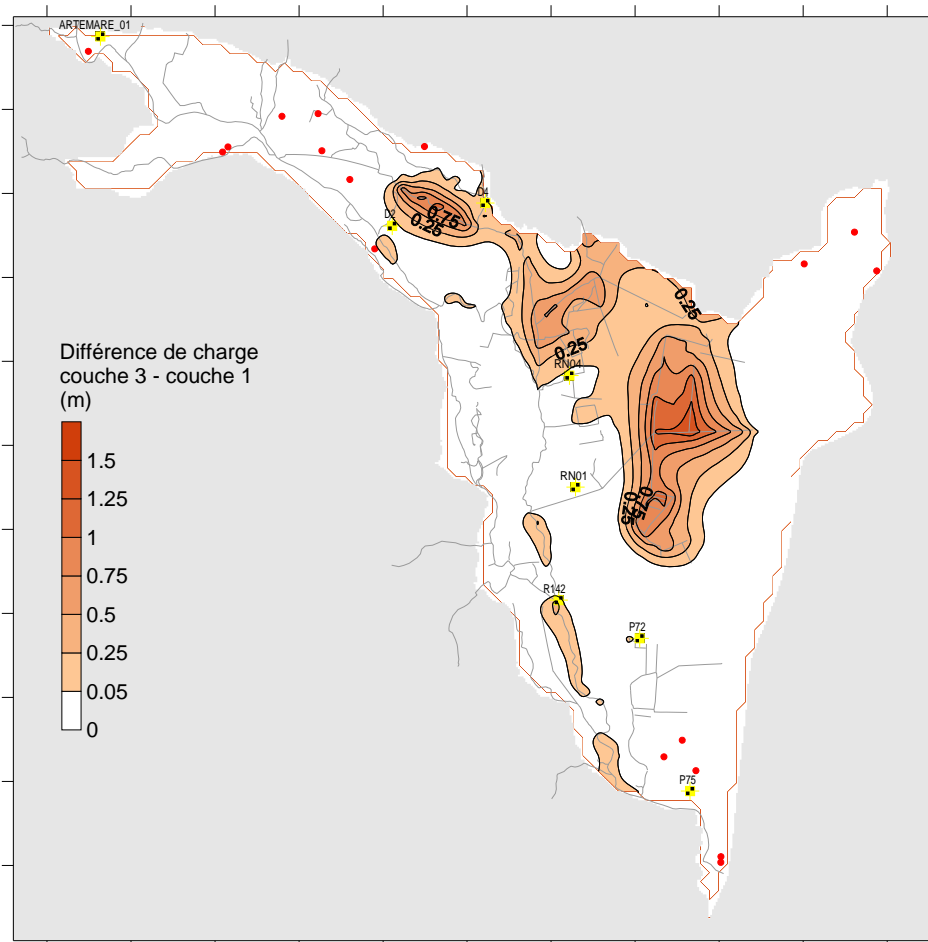 ARTEMARE_01
D4
D2
0.75
0.25
0.25
0.25
RN04
Différence de charge
couche 3 - couche 1
(m)
1.5
1.25
1
0.75
0.5
0.25
0.05
0
RN01
0.75
0.25
R142
P72
P75